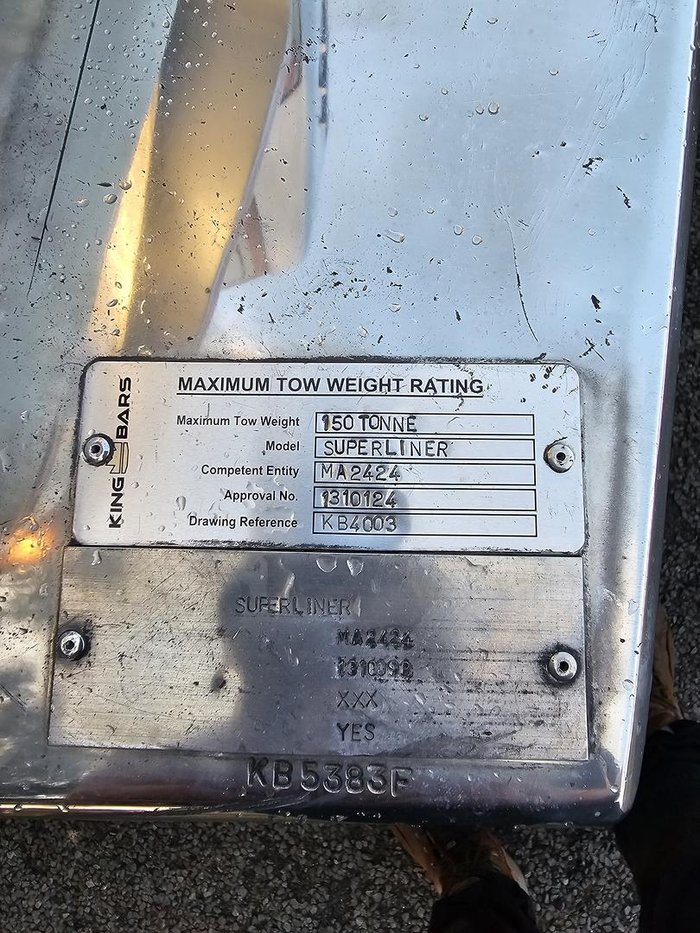 KING BARS
MAXIMUM TOW WEIGHT RATING
Maximum Tow Weight 150 TONNE
Model SUPERLINER
Competent Entity MA2424
Approval No. 1310124
Drawing Reference KB4003
SUPERLINER
MA2424
XXX
YES
KB5383F